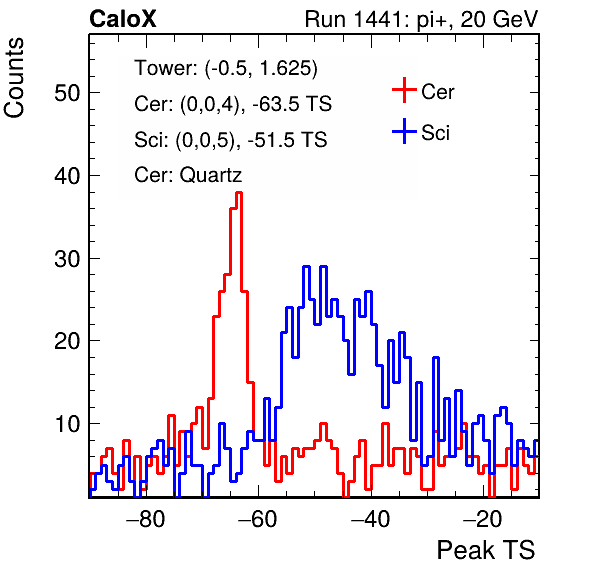 CaloX Run 1441: pi+, 20 GeV
Counts
Tower: (-0.5, 1.625)
Cer: (0,0,4), -63.5 TS
Sci: (0,0,5), -51.5 TS
Cer: Quartz
Cer
Sci
50
40
30
20
10
−80 −60 −40 −20
Peak TS